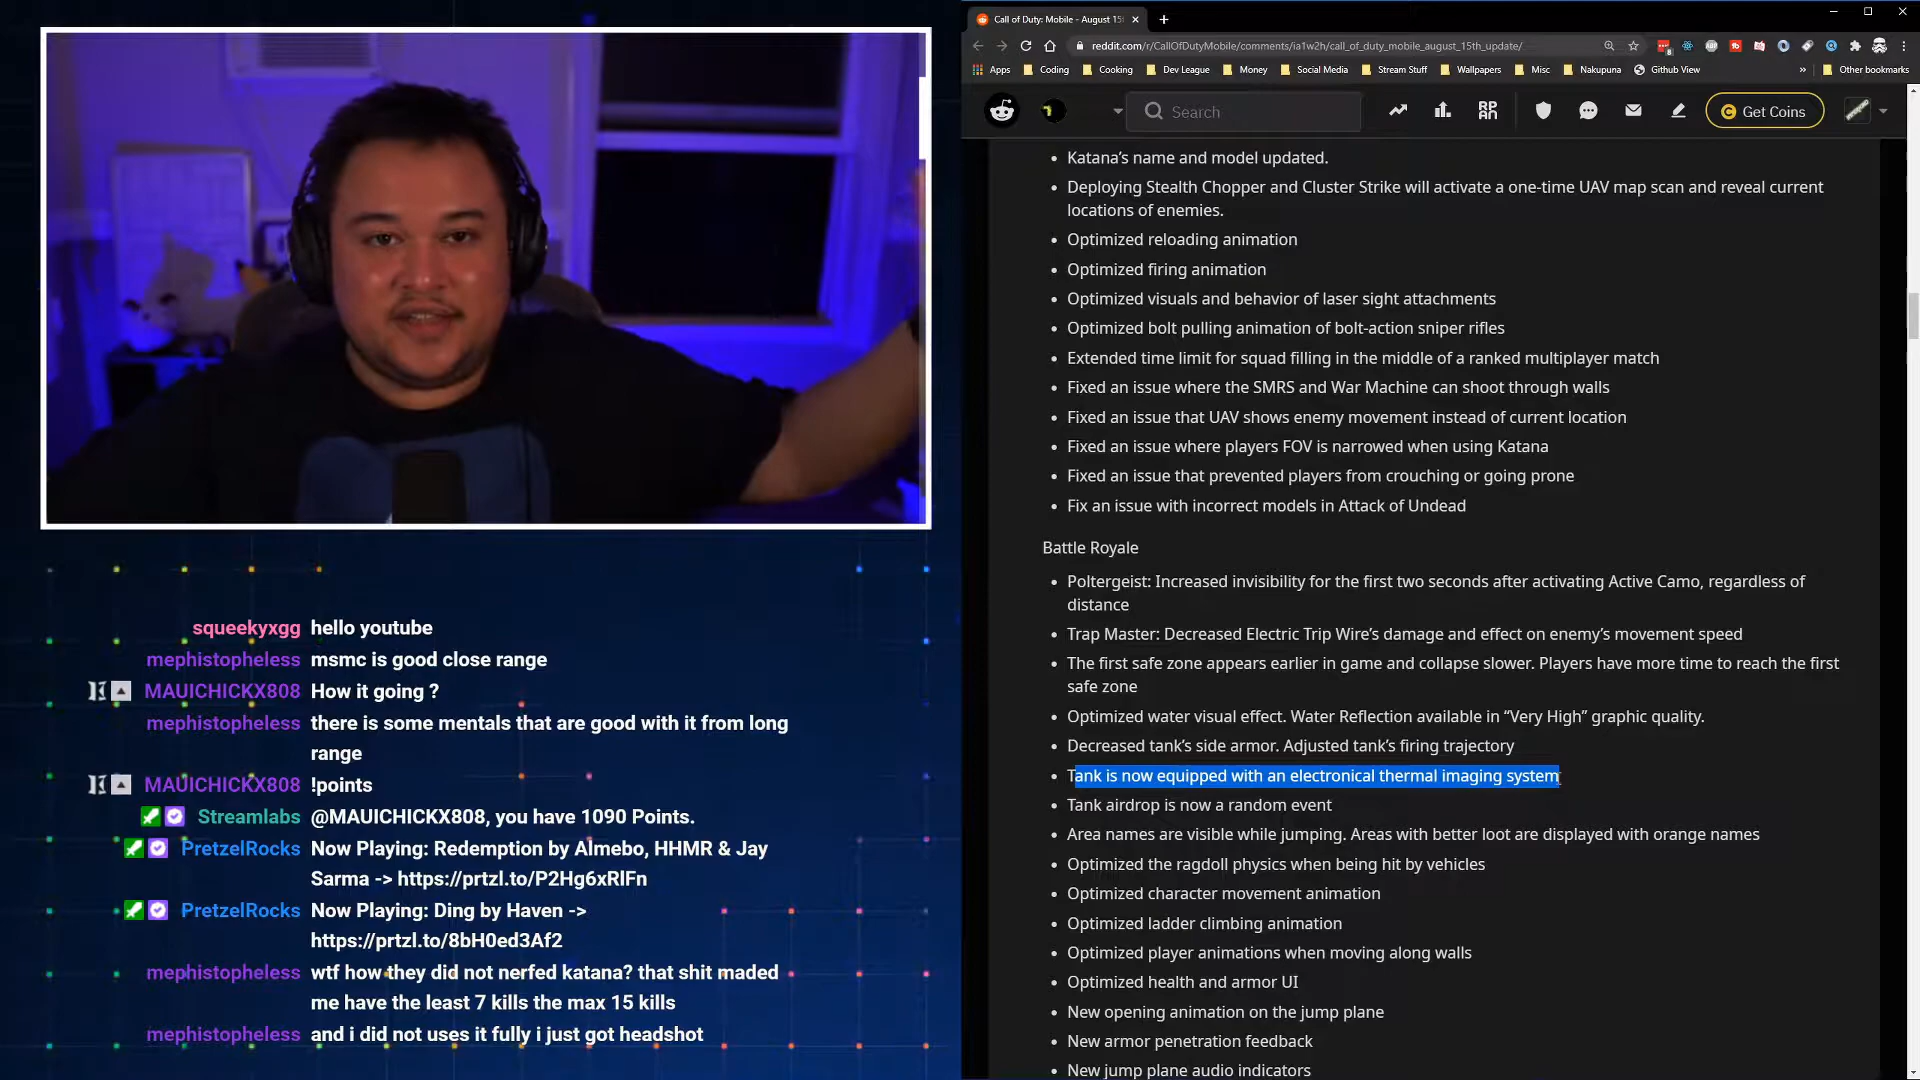 Call of Duty: Mobile - August 15
reddit.com/r/CallOfDutyMobile/comments/ia1w2h/call_of_duty_mobile_august_15th_update/
Apps Coding Cooking Dev League Money Social Media Stream Stuff Wallpapers Misc Nakupuna Github View » Other bookmarks
Search Get Coins
• Katana’s name and model updated.
• Deploying Stealth Chopper and Cluster Strike will activate a one-time UAV map scan and reveal current
locations of enemies.
• Optimized reloading animation
• Optimized firing animation
• Optimized visuals and behavior of laser sight attachments
• Optimized bolt pulling animation of bolt-action sniper rifles
• Extended time limit for squad filling in the middle of a ranked multiplayer match
• Fixed an issue where the SMRS and War Machine can shoot through walls
• Fixed an issue that UAV shows enemy movement instead of current location
• Fixed an issue where players FOV is narrowed when using Katana
• Fixed an issue that prevented players from crouching or going prone
• Fix an issue with incorrect models in Attack of Undead
Battle Royale
• Poltergeist: Increased invisibility for the first two seconds after activating Active Camo, regardless of
distance
• Trap Master: Decreased Electric Trip Wire’s damage and effect on enemy’s movement speed
• The first safe zone appears earlier in game and collapse slower. Players have more time to reach the first
safe zone
• Optimized water visual effect. Water Reflection available in “Very High” graphic quality.
• Decreased tank’s side armor. Adjusted tank’s firing trajectory
• Tank is now equipped with an electronical thermal imaging system
• Tank airdrop is now a random event
• Area names are visible while jumping. Areas with better loot are displayed with orange names
• Optimized the ragdoll physics when being hit by vehicles
• Optimized character movement animation
• Optimized ladder climbing animation
• Optimized player animations when moving along walls
• Optimized health and armor UI
• New opening animation on the jump plane
• New armor penetration feedback
• New jump plane audio indicators
squeekyxgg hello youtube
mephistopheless msmc is good close range
MAUICHICKX808 How it going ?
mephistopheless there is some mentals that are good with it from long
range
MAUICHICKX808 !points
Streamlabs @MAUICHICKX808, you have 1090 Points.
PretzelRocks Now Playing: Redemption by Almebo, HHMR & Jay
Sarma -> https://prtzl.to/P2Hg6xRlFn
PretzelRocks Now Playing: Ding by Haven ->
https://prtzl.to/8bH0ed3Af2
mephistopheless wtf how they did not nerfed katana? that shit maded
me have the least 7 kills the max 15 kills
mephistopheless and i did not uses it fully i just got headshot